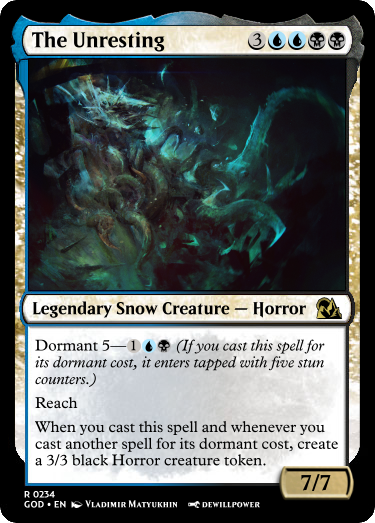 The Unresting 3
Legendary Snow Creature — Horror
Dormant 5—1 (If you cast this spell for
its dormant cost, it enters tapped with five stun
counters.)
Reach
When you cast this spell and whenever you
cast another spell for its dormant cost, create
a 3/3 black Horror creature token.
7/7
R 0234
GOD • EN Vladimir Matyukhin DEWILLPOWER